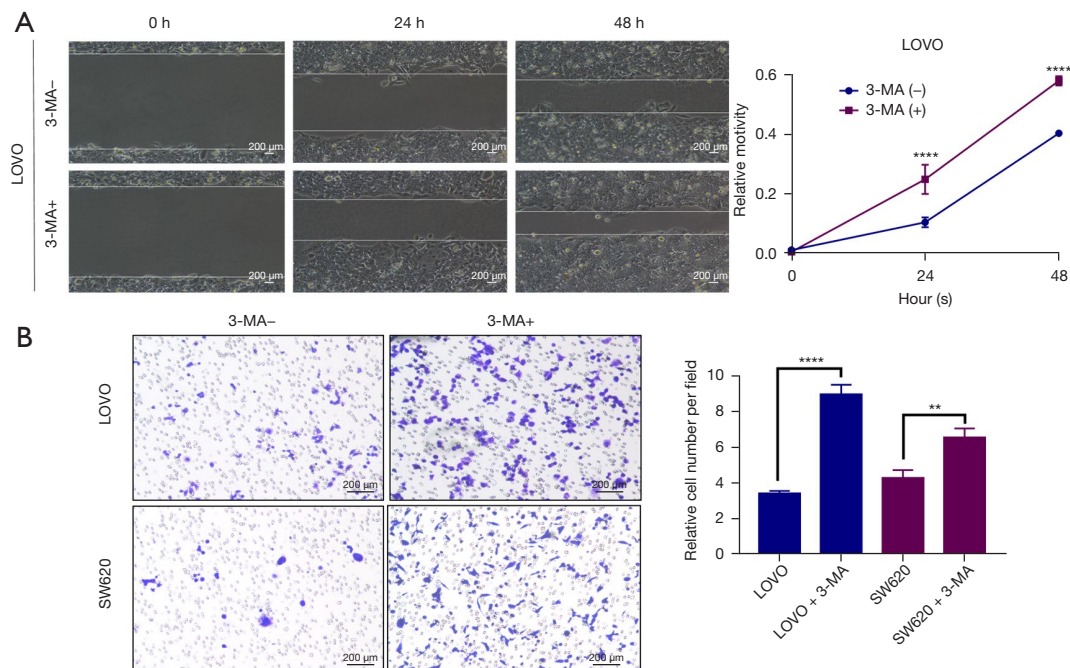 A
0 h
24 h
48 h
LOVO
3-MA–
200 μm
200 μm
200 μm
3-MA+
200 μm
200 μm
200 μm
LOVO
Relative motivity
0.6
0.4
0.2
0.0
3-MA (–)
3-MA (+)
****
****
0
24
48
Hour (s)
B
3-MA–
3-MA+
LOVO
200 μm
200 μm
SW620
200 μm
200 μm
Relative cell number per field
10
8
6
4
2
0
****
**
LOVO
LOVO + 3-MA
SW620
SW620 + 3-MA